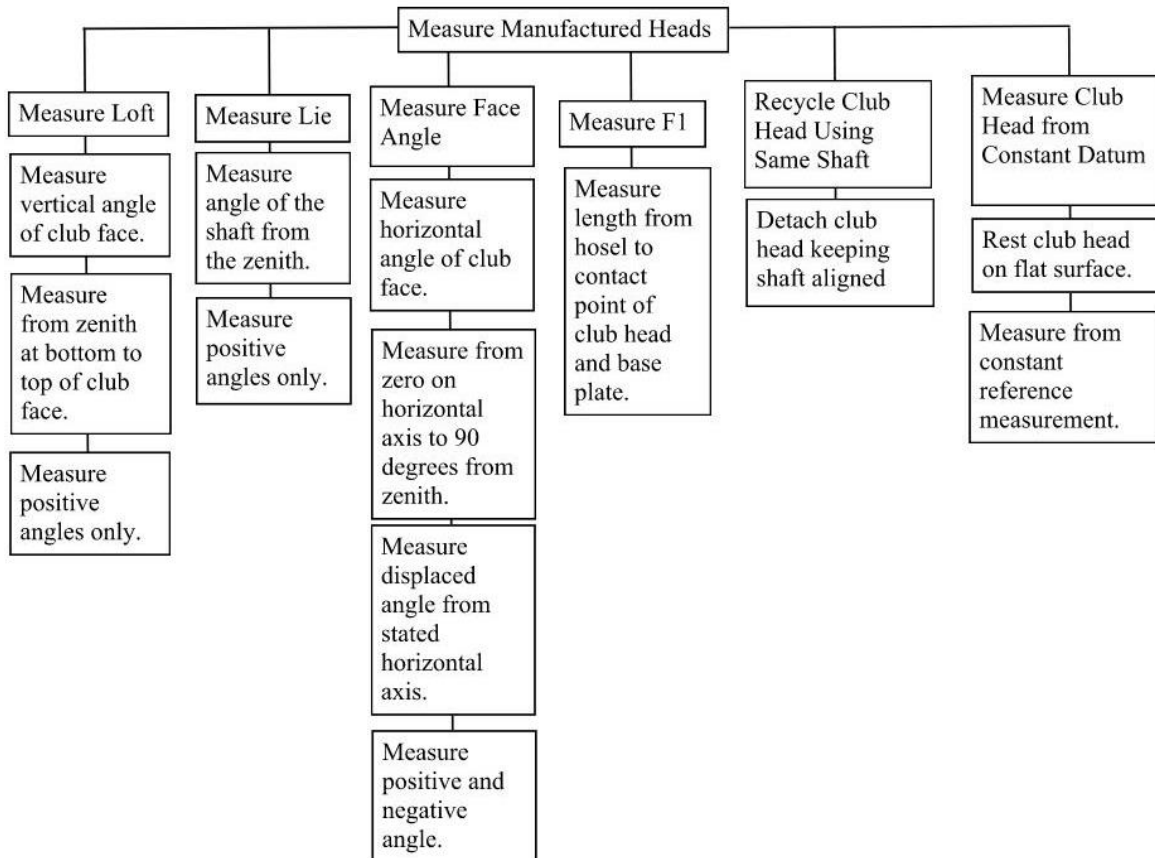 Measure Manufactured Heads
Measure Loft
Measure
vertical angle
of club face.
Measure
from zenith
at bottom to
top of club
face.
Measure
positive
angles only.
Measure Lie
Measure
angle of the
shaft from
the zenith.
Measure
positive
angles only.
Measure Face
Angle
Measure
horizontal
angle of club
face.
Measure from
zero on
horizontal
axis to 90
degrees from
zenith.
Measure
displaced
angle from
stated
horizontal
axis.
Measure
positive and
negative
angle.
Measure F1
Measure
length from
hosel to
contact
point of
club head
and base
plate.
Recycle Club
Head Using
Same Shaft
Detach club
head keeping
shaft aligned
Measure Club
Head from
Constant Datum
Rest club head
on flat surface.
Measure from
constant
reference
measurement.